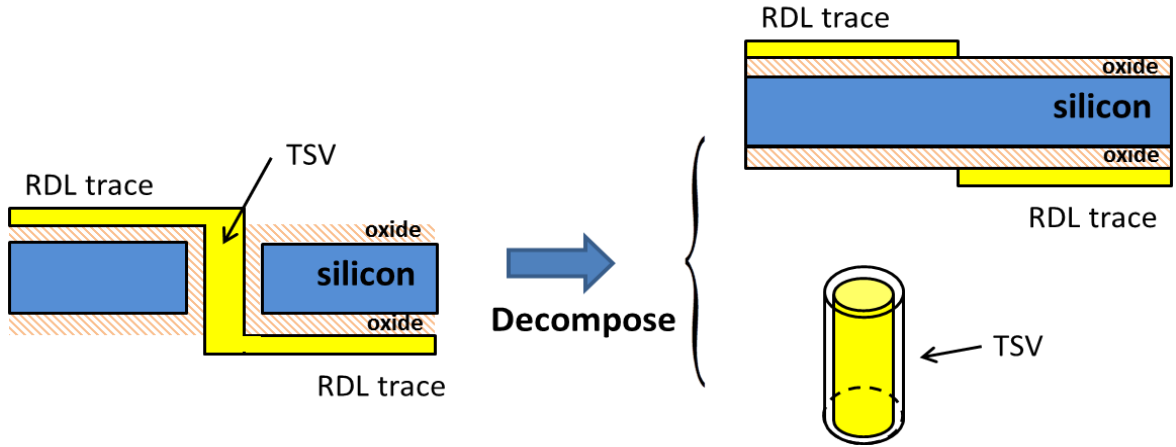 TSV
RDL trace
oxide
silicon
oxide
RDL trace
Decompose
RDL trace
oxide
silicon
oxide
RDL trace
TSV